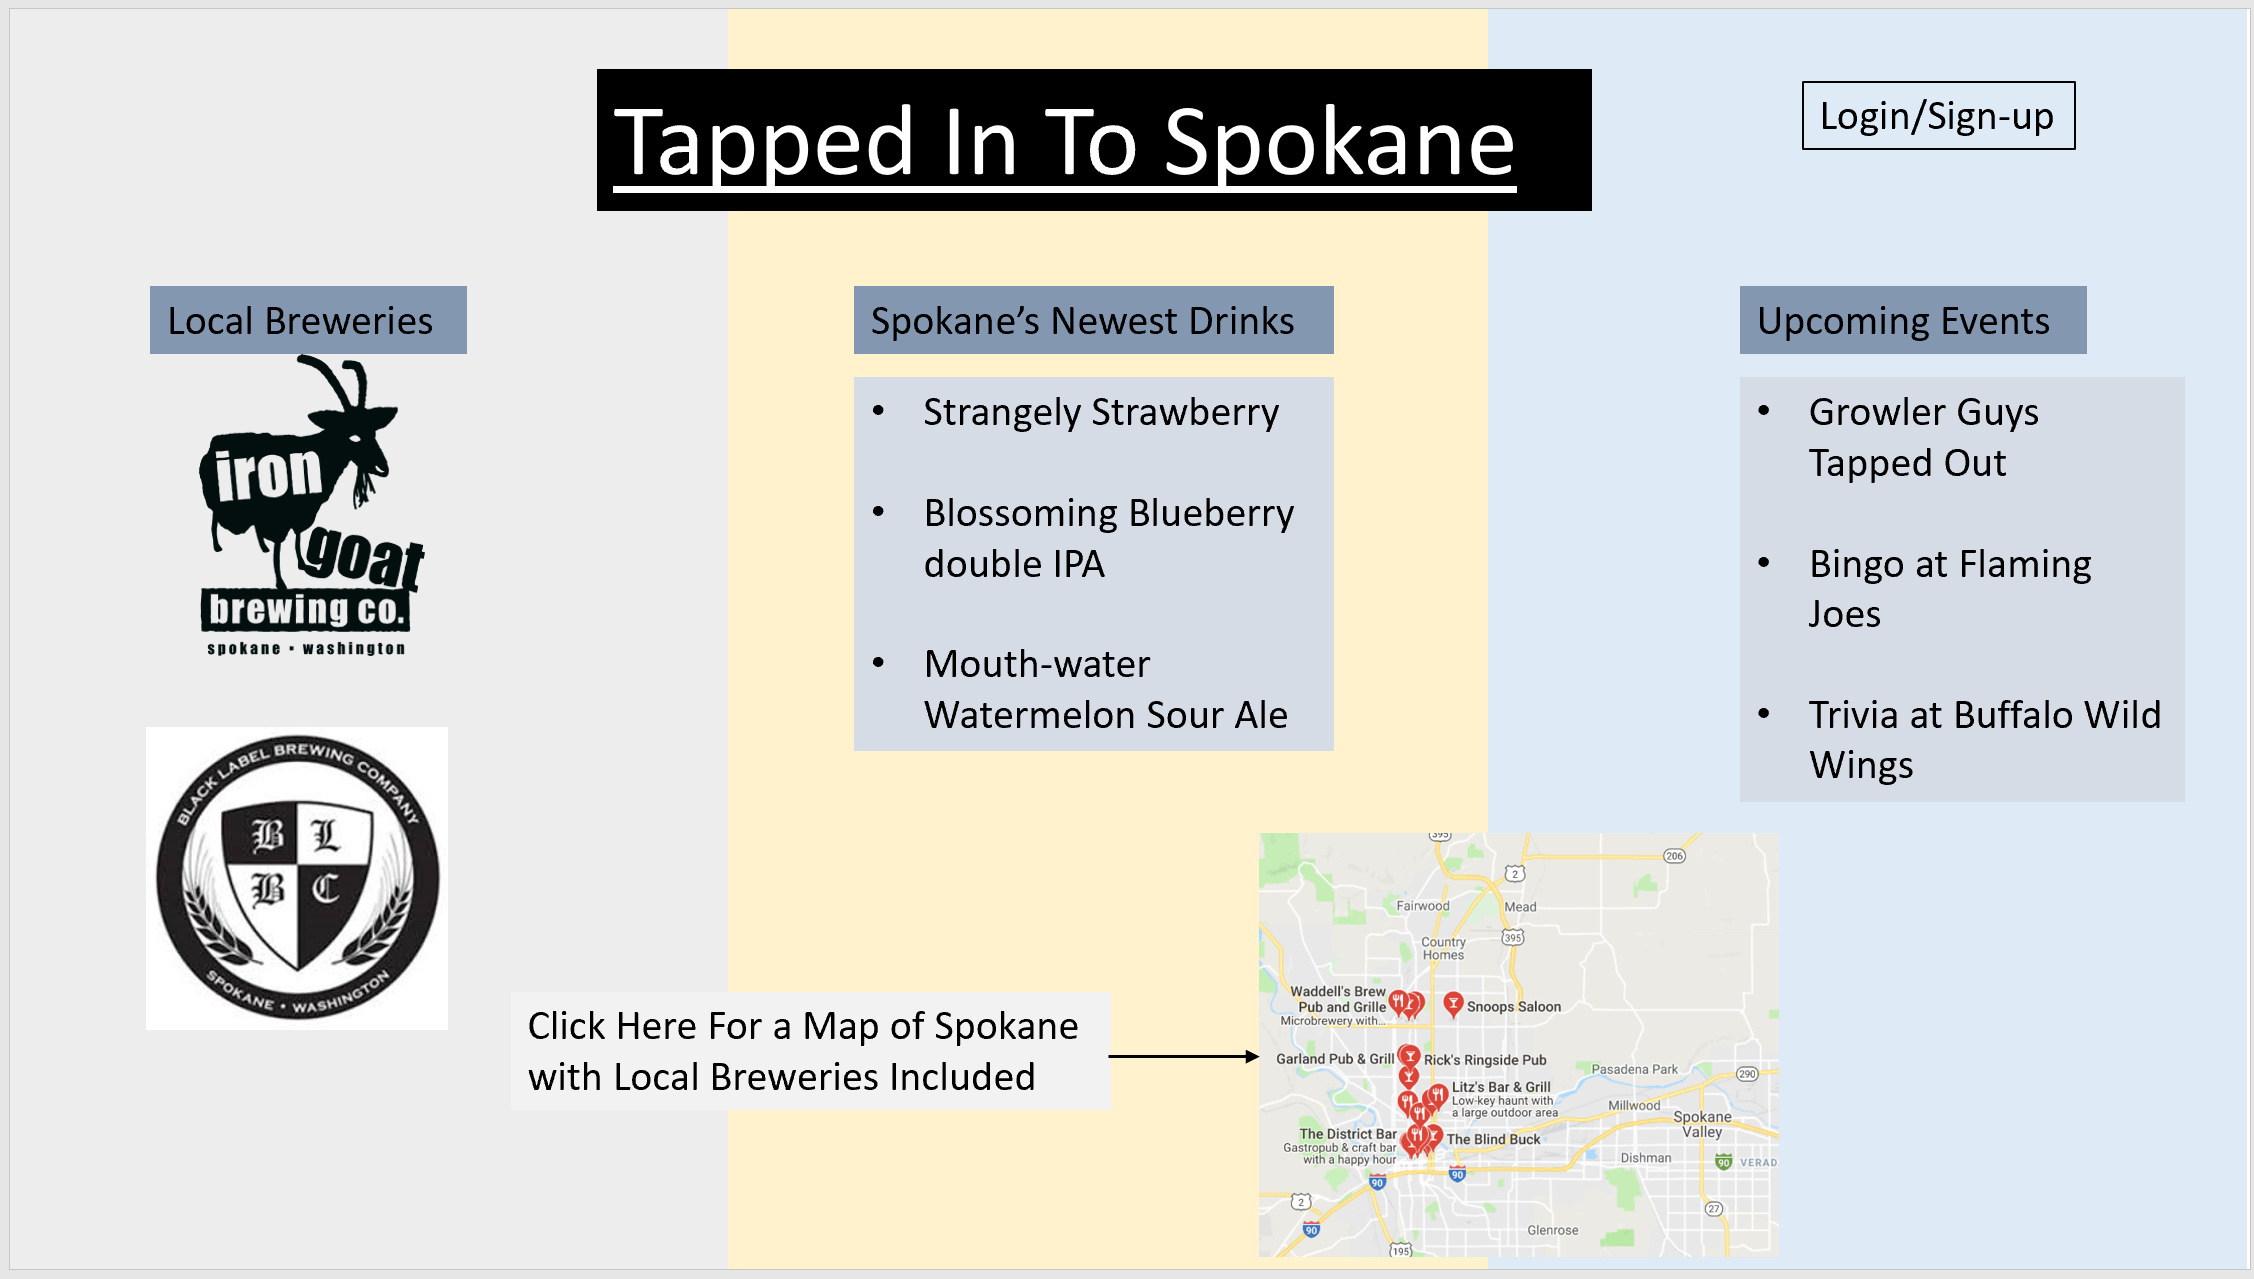 Tapped In To Spokane
Login/Sign-up
Local Breweries
iron
goat
brewing co.
spokane • washington
BLACK LABEL BREWING COMPANY
B L
B C
SPOKANE • WASHINGTON
Spokane’s Newest Drinks
• Strangely Strawberry
• Blossoming Blueberry
double IPA
• Mouth-water
Watermelon Sour Ale
Upcoming Events
• Growler Guys
Tapped Out
• Bingo at Flaming
Joes
• Trivia at Buffalo Wild
Wings
Click Here For a Map of Spokane
with Local Breweries Included
395
206
2
Fairwood
Mead
395
Country
Homes
Waddell's Brew
Pub and Grille
Microbrewery with...
Snoops Saloon
Garland Pub & Grill
Rick's Ringside Pub
Pasadena Park
290
Litz's Bar & Grill
Low-key haunt with
a large outdoor area
Millwood
Spokane
Valley
The District Bar
Gastropub & craft bar
with a happy hour
The Blind Buck
Dishman
90
VERAD
90
90
2
27
90
Glenrose
195